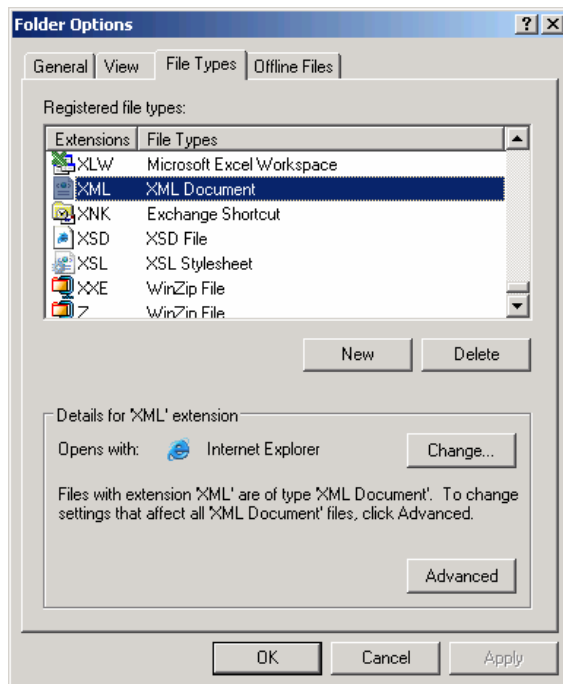 Folder Options
General View File Types Offline Files
Registered file types:
Extensions File Types
XLW Microsoft Excel Workspace
XML XML Document
XNK Exchange Shortcut
XSD XSD File
XSL XSL Stylesheet
XXE WinZip File
Z WinZip File
New Delete
Details for 'XML' extension
Opens with: Internet Explorer Change...
Files with extension 'XML' are of type 'XML Document'. To change
settings that affect all 'XML Document' files, click Advanced.
Advanced
OK Cancel Apply